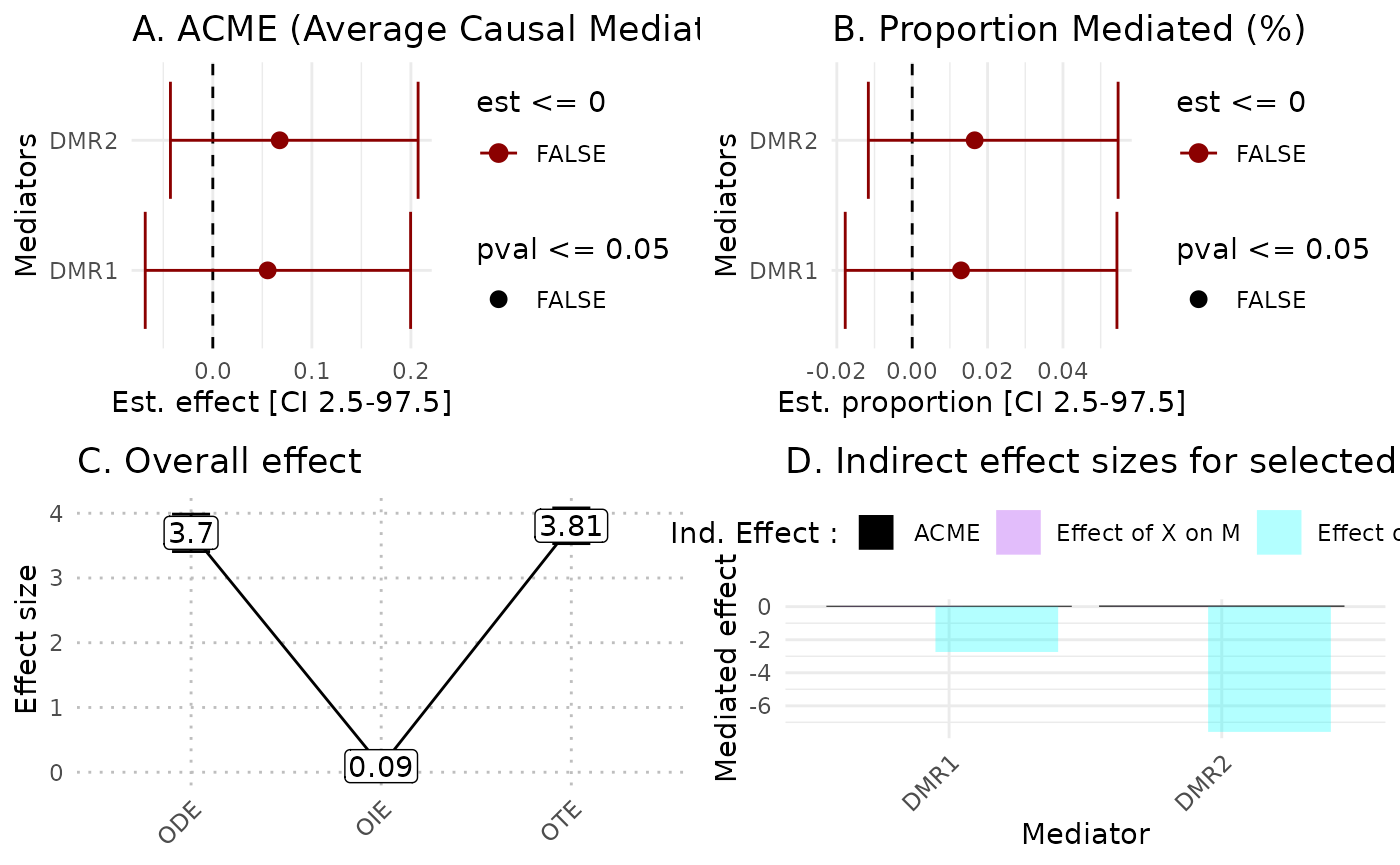 A. ACME (Average Causal Mediat
Mediators
DMR2
DMR1
0.0 0.1 0.2
Est. effect [CI 2.5-97.5]
est <= 0
FALSE
pval <= 0.05
FALSE
B. Proportion Mediated (%)
Mediators
DMR2
DMR1
-0.02 0.00 0.02 0.04
Est. proportion [CI 2.5-97.5]
est <= 0
FALSE
pval <= 0.05
FALSE
C. Overall effect
Effect size
4
3
2
1
0
3.7
0.09
3.81
ODE OIE OTE
D. Indirect effect sizes for selected
Ind. Effect : ACME Effect of X on M Effect
Mediated effect
0
-2
-4
-6
DMR1 DMR2
Mediator